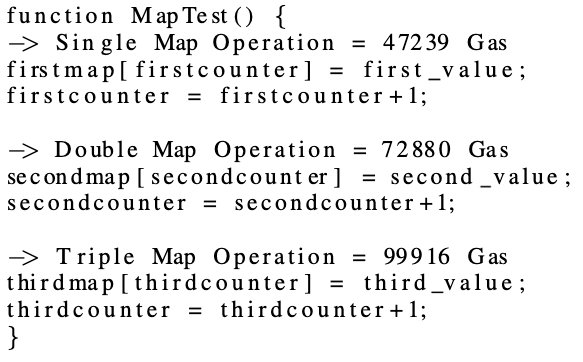 function MapTest() {
—> Single Map Operation = 47239 Gas
firstmap[firstcounter] = first_value;
firstcounter = firstcounter+1;
—> Double Map Operation = 72880 Gas
secondmap[secondcounter] = second_value;
secondcounter = secondcounter+1;
—> Triple Map Operation = 99916 Gas
thirdmap[thirdcounter] = third_value;
thirdcounter = thirdcounter+1;
}